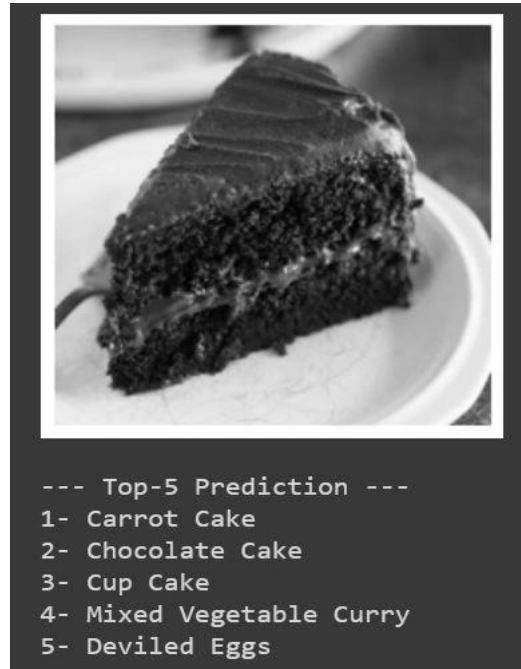 --- Top-5 Prediction ---
1- Carrot Cake
2- Chocolate Cake
3- Cup Cake
4- Mixed Vegetable Curry
5- Deviled Eggs